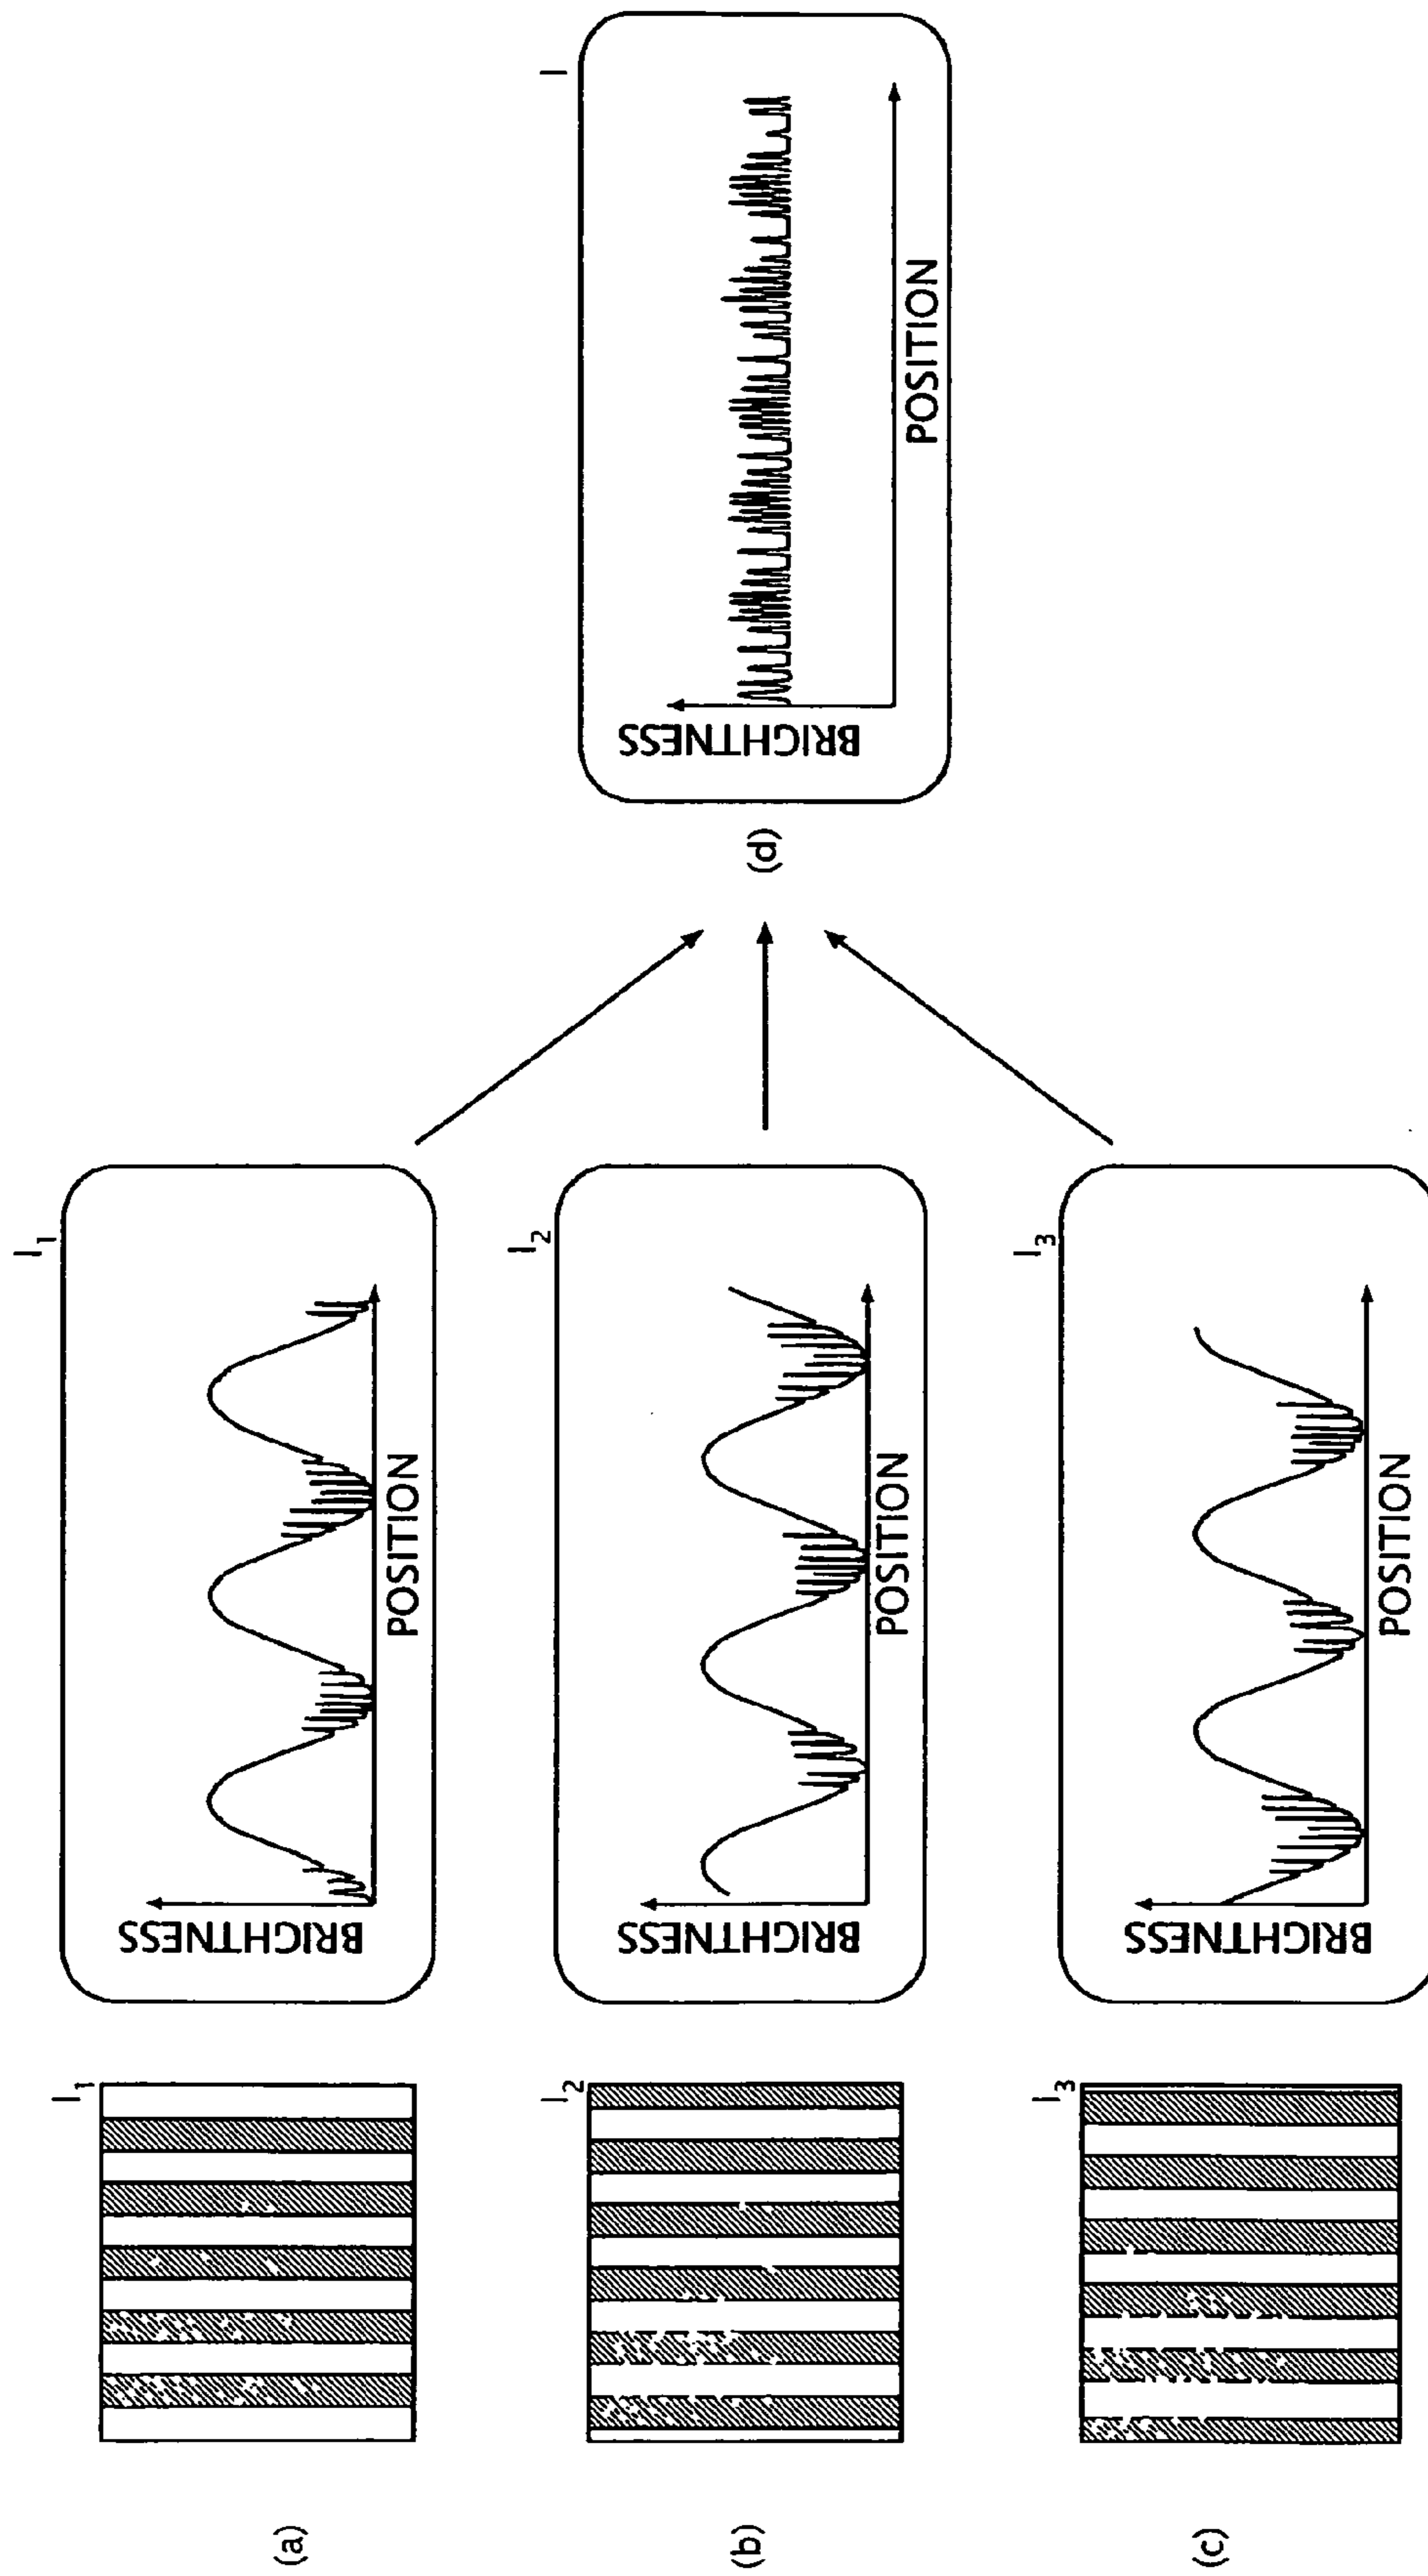 (a)
I1
I1
BRIGHTNESS
POSITION
(b)
I2
I2
BRIGHTNESS
POSITION
(c)
I3
I3
BRIGHTNESS
POSITION
(d)
I
BRIGHTNESS
POSITION